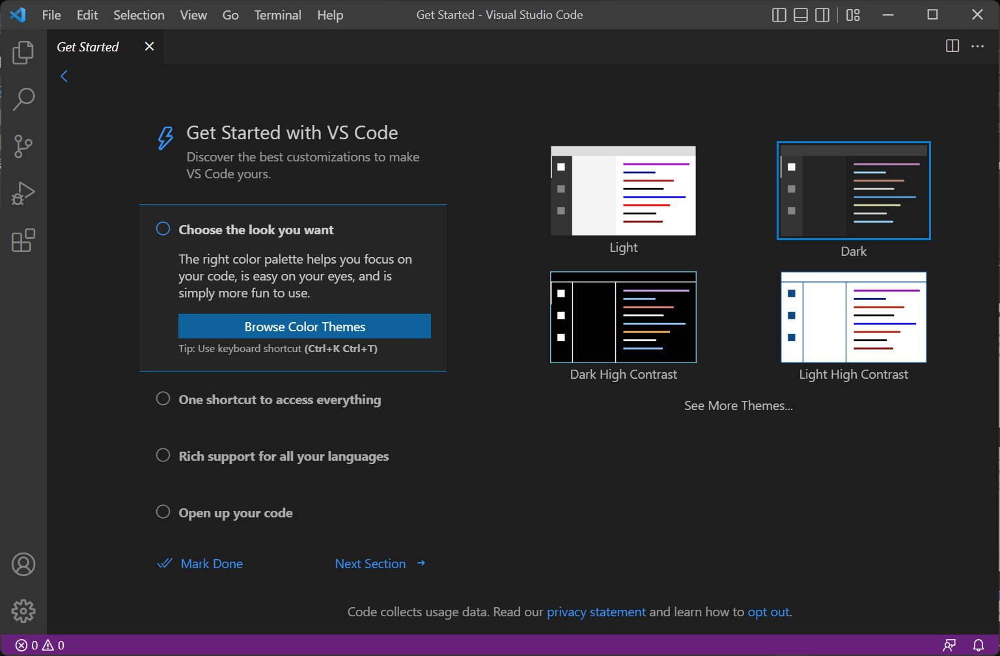 File Edit Selection View Go Terminal Help Get Started - Visual Studio Code
Get Started
Get Started with VS Code
Discover the best customizations to make
VS Code yours.
Choose the look you want
The right color palette helps you focus on
your code, is easy on your eyes, and is
simply more fun to use.
Browse Color Themes
Tip: Use keyboard shortcut (Ctrl+K Ctrl+T)
One shortcut to access everything
Rich support for all your languages
Open up your code
Mark Done Next Section
Light Dark
Dark High Contrast Light High Contrast
See More Themes...
Code collects usage data. Read our privacy statement and learn how to opt out.
0 0